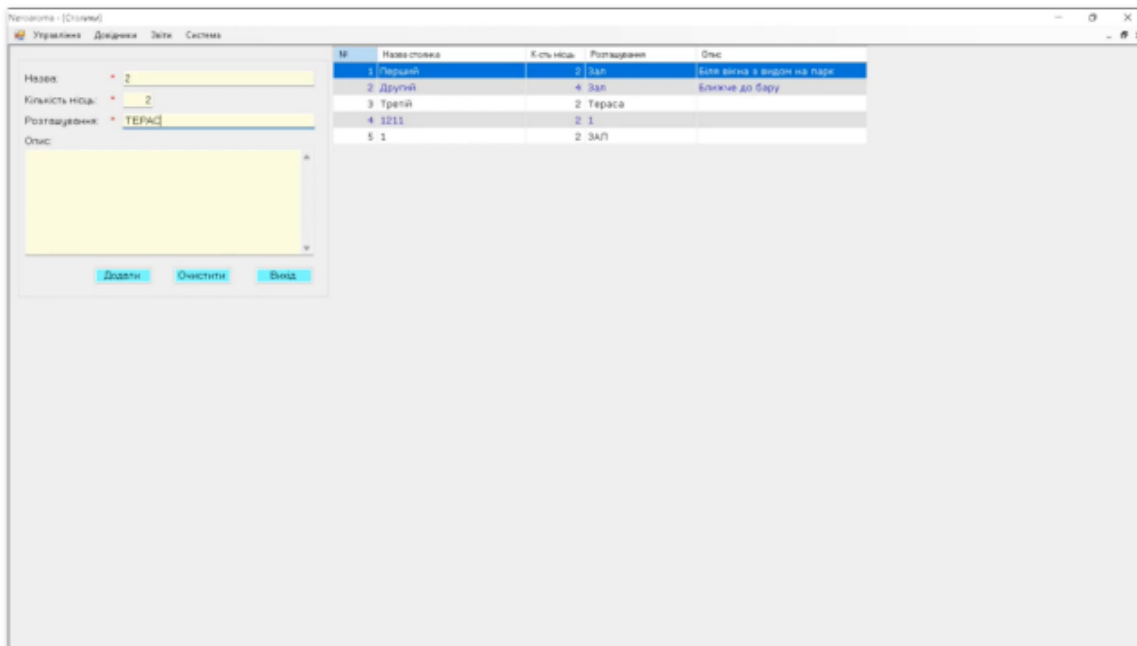 Neroaroma - [Столики]
Управління Довідники Звіти Система
Назва: * 2
Кількість місць: * 2
Розташування: * ТЕРАС
Опис:
Додати Очистити Вихід
№ Назва столика К-сть місць Розташування Опис
1 Перший 2 Зал Біля вікна з видом на парк
2 Другий 4 Зал Ближче до бару
3 Третій 2 Тераса
4 1211 2 1
5 1 2 ЗАЛ